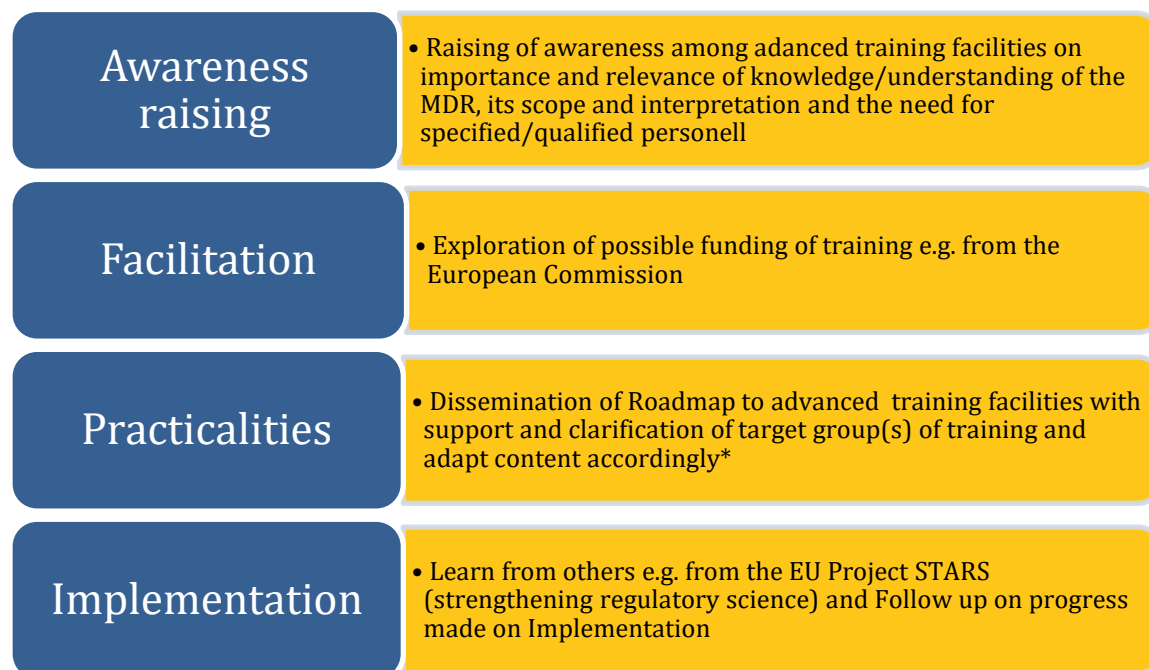 Awareness
raising
• Raising of awareness among adanced training facilities on
importance and relevance of knowledge/understanding of the
MDR, its scope and interpretation and the need for
specified/qualified personell
Facilitation
• Exploration of possible funding of training e.g. from the
European Commission
Practicalities
• Dissemination of Roadmap to advanced training facilities with
support and clarification of target group(s) of training and
adapt content accordingly*
Implementation
• Learn from others e.g. from the EU Project STARS
(strengthening regulatory science) and Follow up on progress
made on Implementation